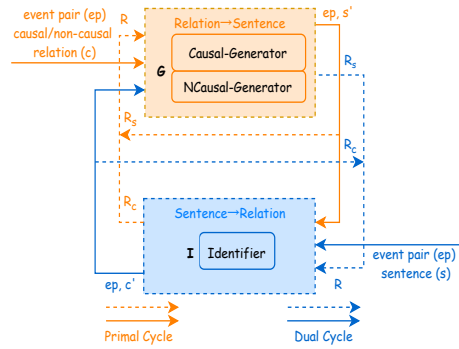 event pair (ep)
causal/non-causal
relation (c)
R
Relation→Sentence
ep, s'
G
Causal-Generator
NCausal-Generator
Rs
Rs
Rc
Rc
Sentence→Relation
I
Identifier
event pair (ep)
sentence (s)
ep, c'
R
Primal Cycle
Dual Cycle